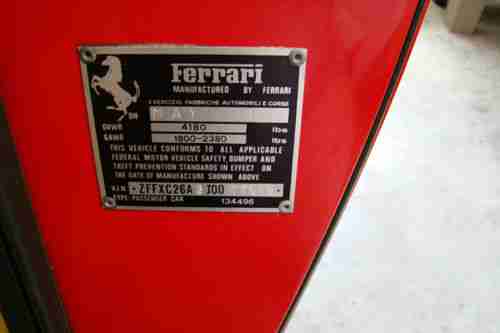 Ferrari
MANUFACTURED BY FERRARI
ESERCIZIO FABBRICHE AUTOMOBILI E CORSE
MAY
GVWR 4180 lbs
GAWR 1800-2380 lbs
THIS VEHICLE CONFORMS TO ALL APPLICABLE
FEDERAL MOTOR VEHICLE SAFETY, BUMPER AND
THEFT PREVENTION STANDARDS IN EFFECT ON
THE DATE OF MANUFACTURE SHOWN ABOVE
V.I.N. ZFFXC26A J00
TYPE PASSENGER CAR 134496